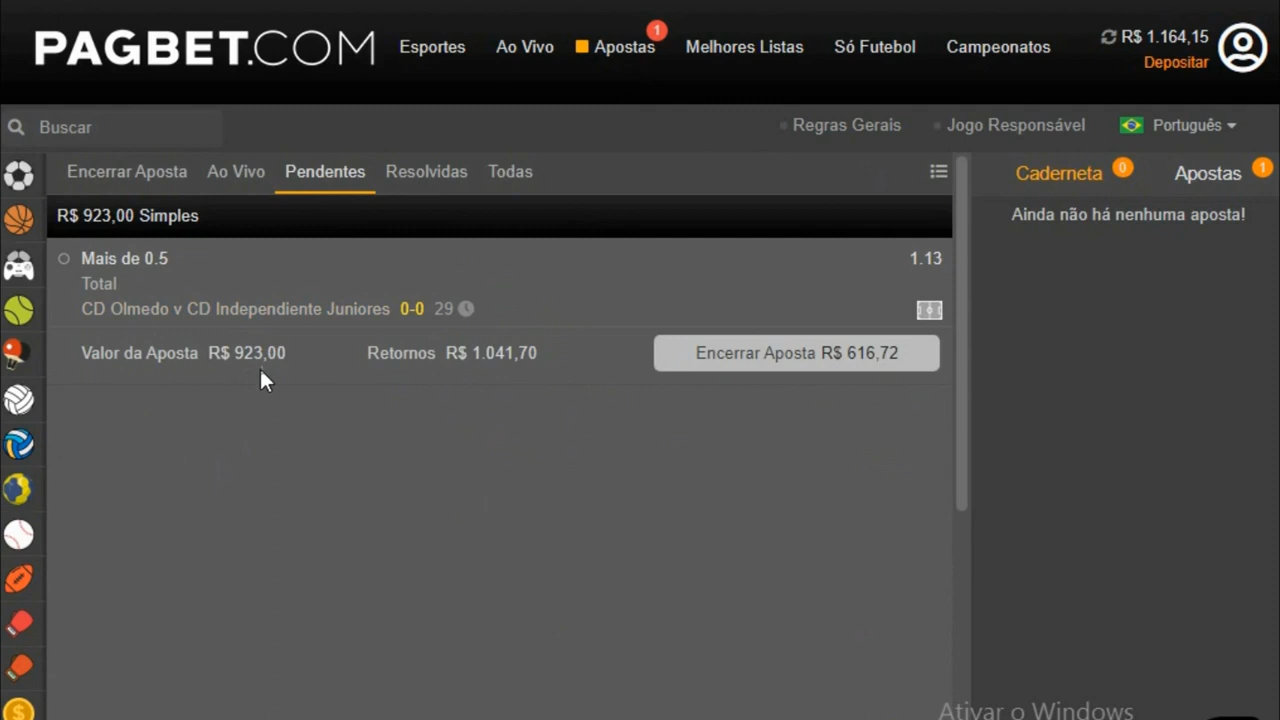 PAGBET.COM
Esportes Ao Vivo Apostas 1 Melhores Listas Só Futebol Campeonatos
R$ 1.164,15
Depositar
Buscar
Regras Gerais Jogo Responsável Português
Encerrar Aposta Ao Vivo Pendentes Resolvidas Todas
Caderneta 0 Apostas 1
R$ 923,00 Simples
Ainda não há nenhuma aposta!
Mais de 0.5 1.13
Total
CD Olmedo v CD Independiente Juniores 0-0 29
Valor da Aposta R$ 923,00 Retornos R$ 1.041,70 Encerrar Aposta R$ 616,72
Ativar o Windows